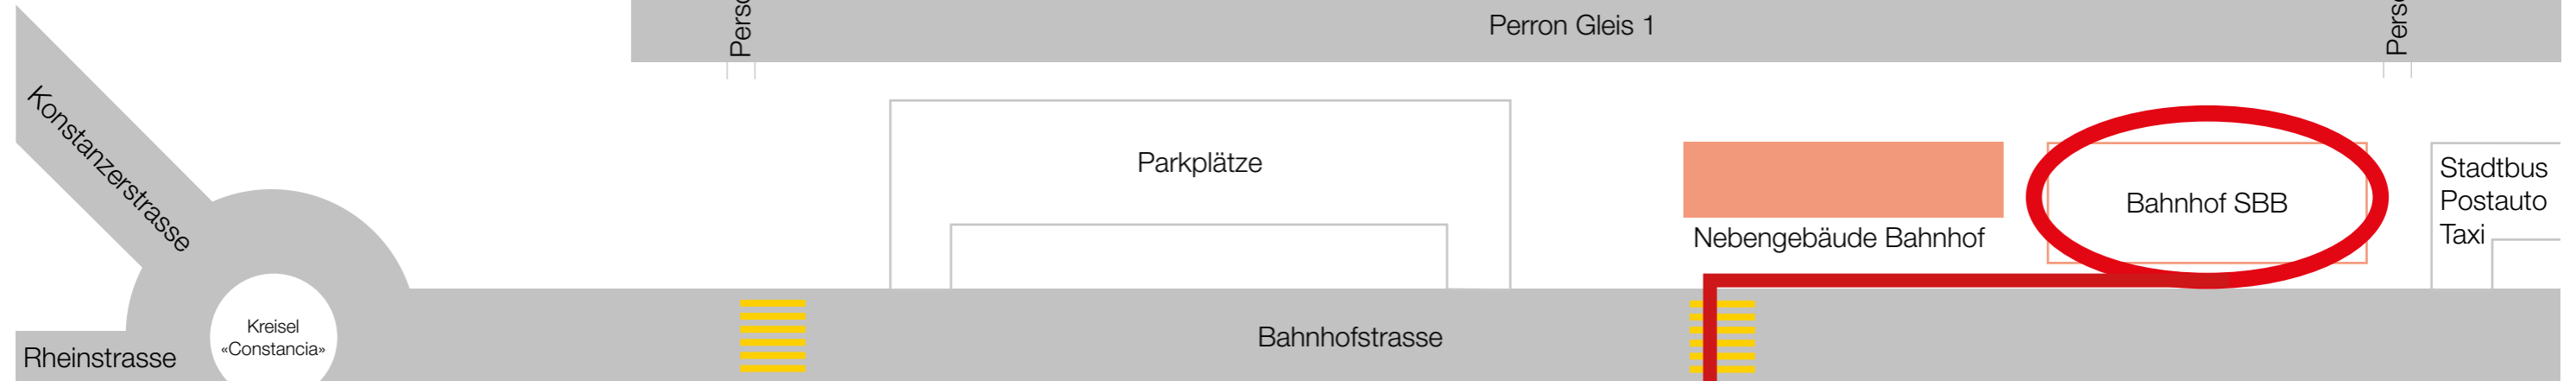 Perron Gleis 1
Konstanzerstrasse
Parkplätze
Nebengebäude Bahnhof
Bahnhof SBB
Stadtbus
Postauto
Taxi
Kreisel
«Constancia»
Rheinstrasse
Bahnhofstrasse